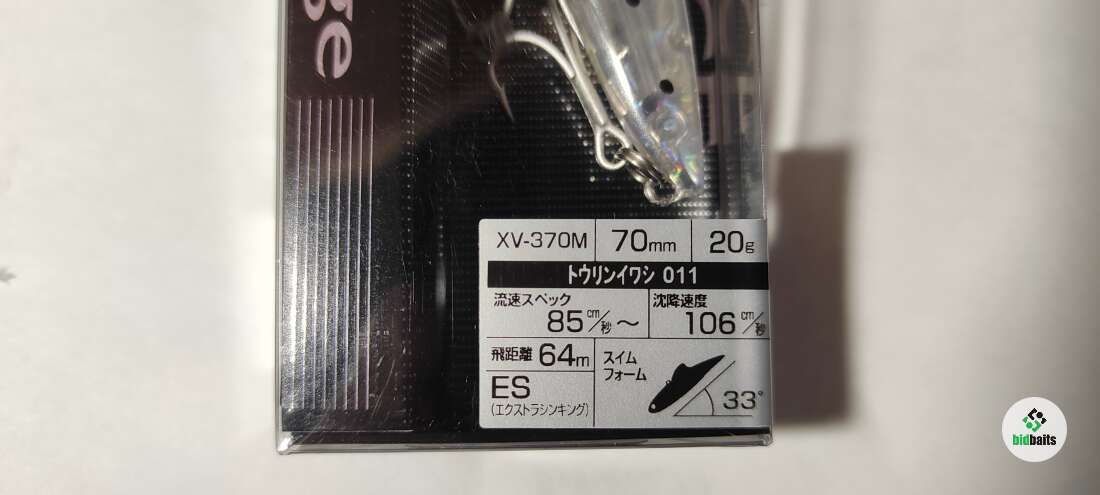 XV-370M 70mm 20g
トウリンイワシ 011
流速スペック 沈降速度
85cm/秒〜 106cm/秒
飛距離 64m スイム
フォーム
ES
(エクストラシンキング)
33°
bidbaits